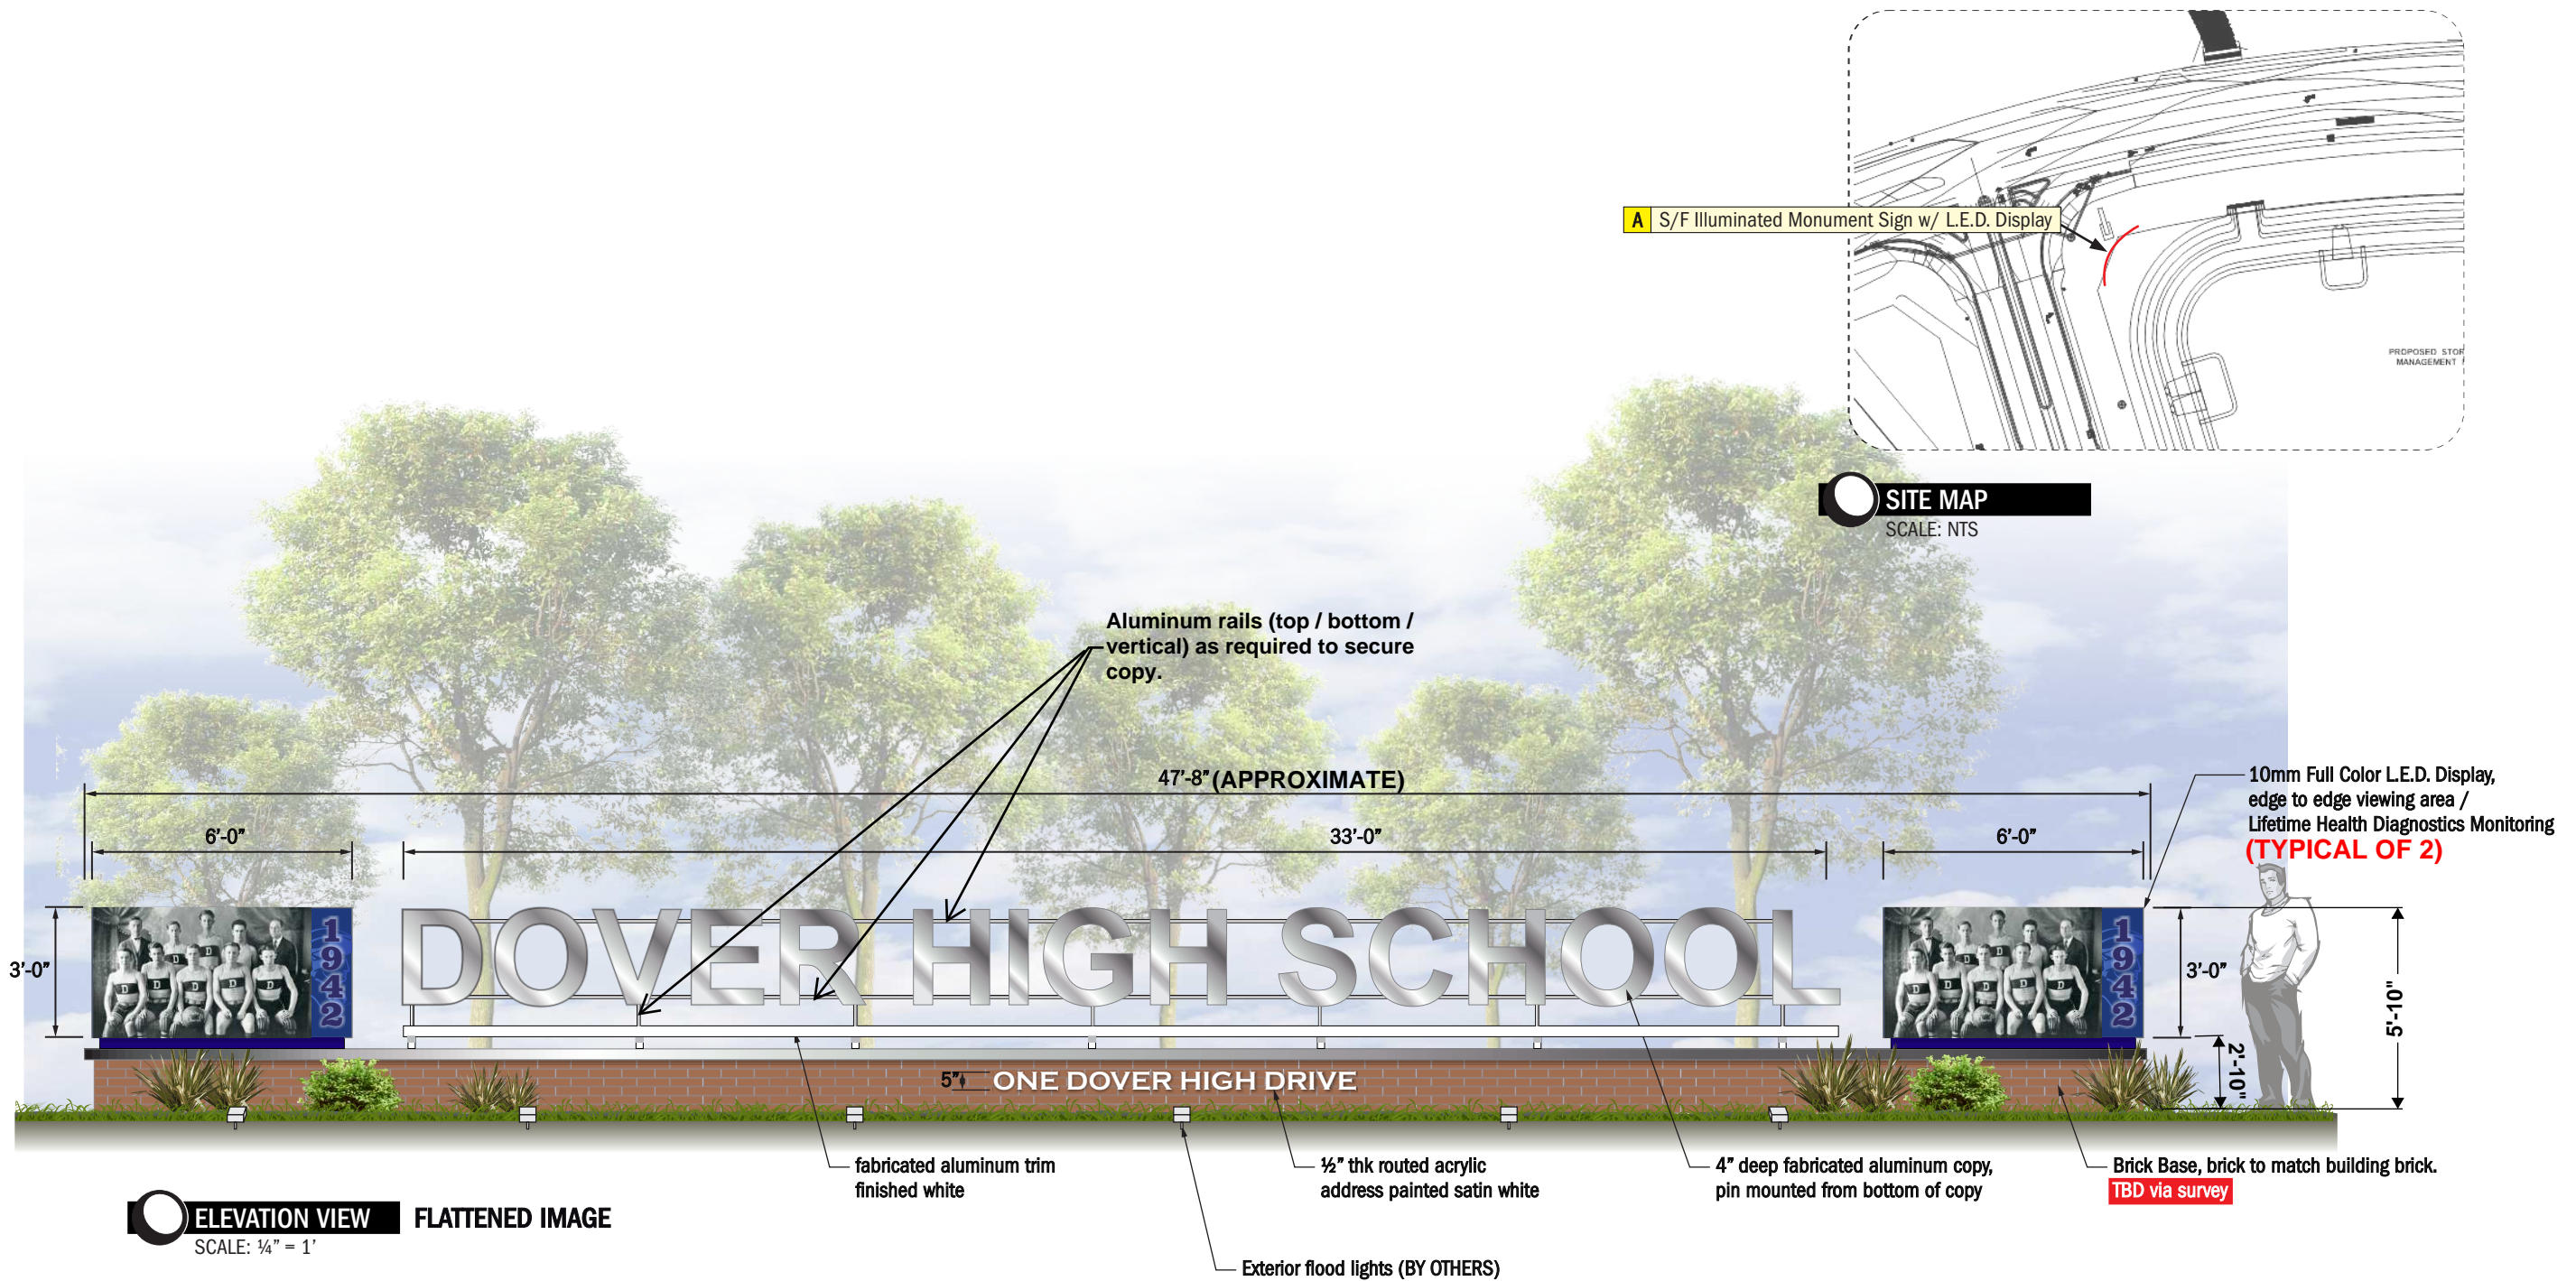 A S/F Illuminated Monument Sign w/ L.E.D. Display
PROPOSED STOR
MANAGEMENT
SITE MAP
SCALE: NTS
Aluminum rails (top / bottom /
vertical) as required to secure
copy.
47'-8" (APPROXIMATE)
10mm Full Color L.E.D. Display,
edge to edge viewing area /
Lifetime Health Diagnostics Monitoring
(TYPICAL OF 2)
6'-0"
33'-0"
6'-0"
3'-0"
D
D D D D D
1942
DOVER HIGH SCHOOL
D
D D D D D
1942
3'-0"
5'-10"
2'-10"
5"
ONE DOVER HIGH DRIVE
fabricated aluminum trim
finished white
½" thk routed acrylic
address painted satin white
4" deep fabricated aluminum copy,
pin mounted from bottom of copy
Brick Base, brick to match building brick.
TBD via survey
ELEVATION VIEW FLATTENED IMAGE
SCALE: ¼" = 1'
Exterior flood lights (BY OTHERS)